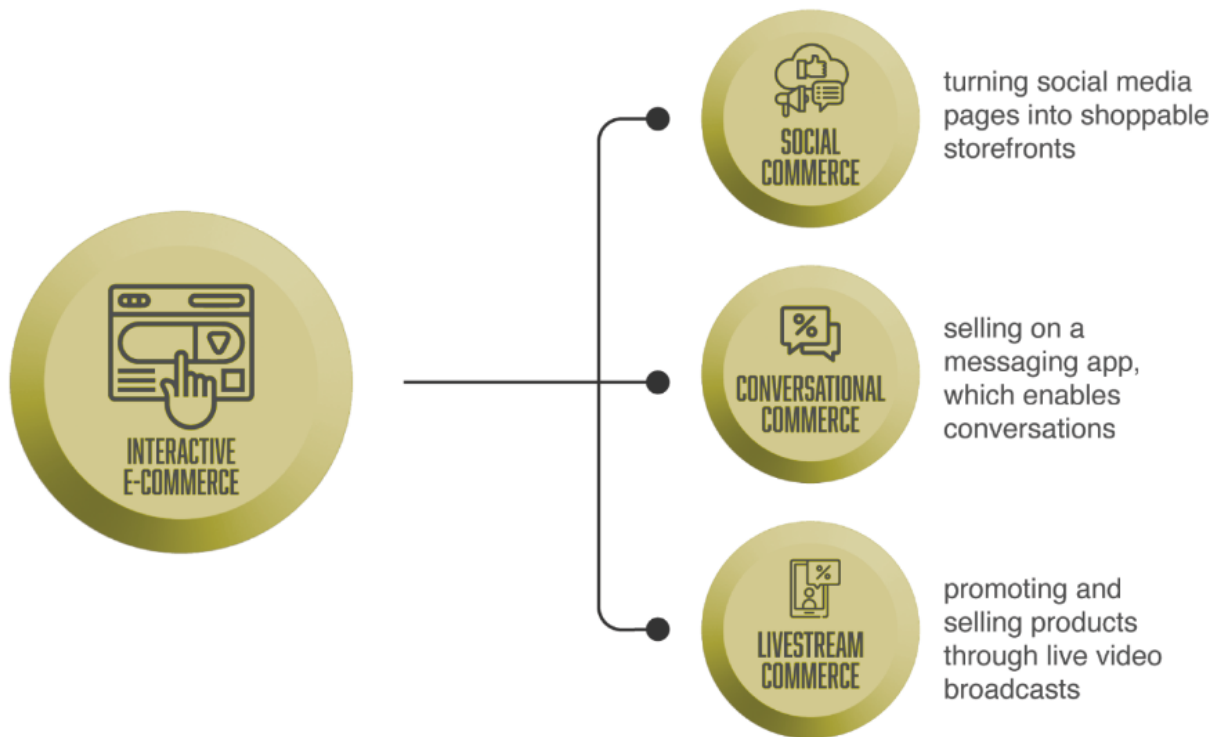 SOCIAL
COMMERCE
turning social media
pages into shoppable
storefronts
INTERACTIVE
E-COMMERCE
%
CONVERSATIONAL
COMMERCE
selling on a
messaging app,
which enables
conversations
%
LIVESTREAM
COMMERCE
promoting and
selling products
through live video
broadcasts